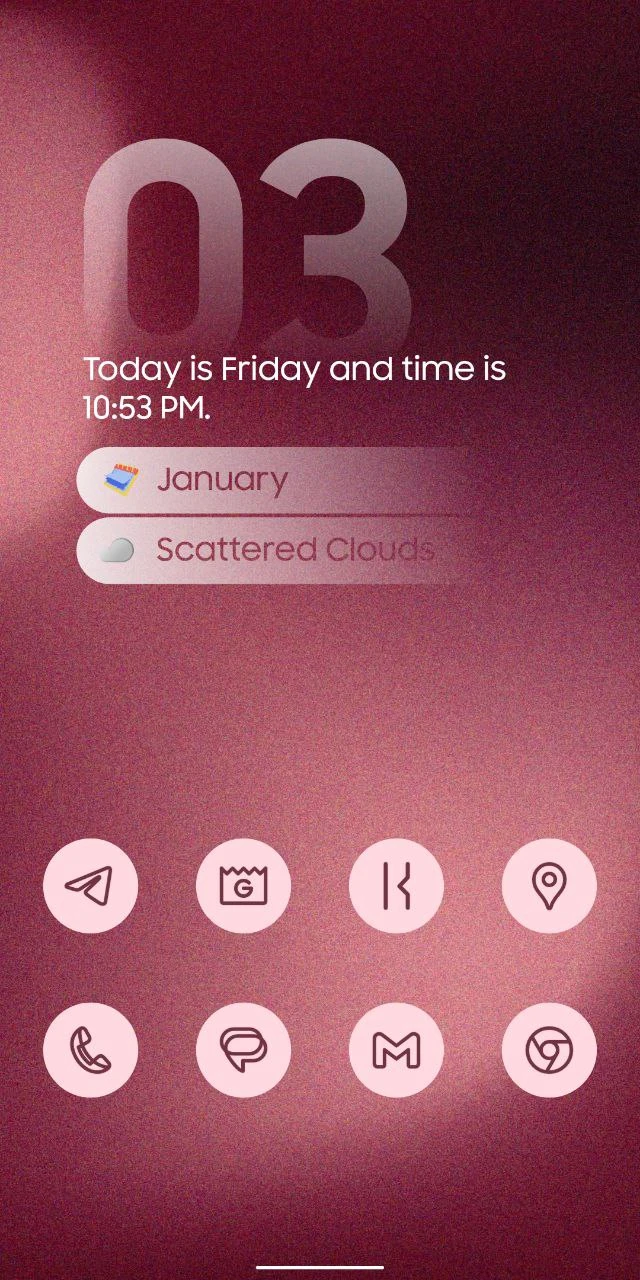 03
Today is Friday and time is
10:53 PM.
January
Scattered Clouds
G